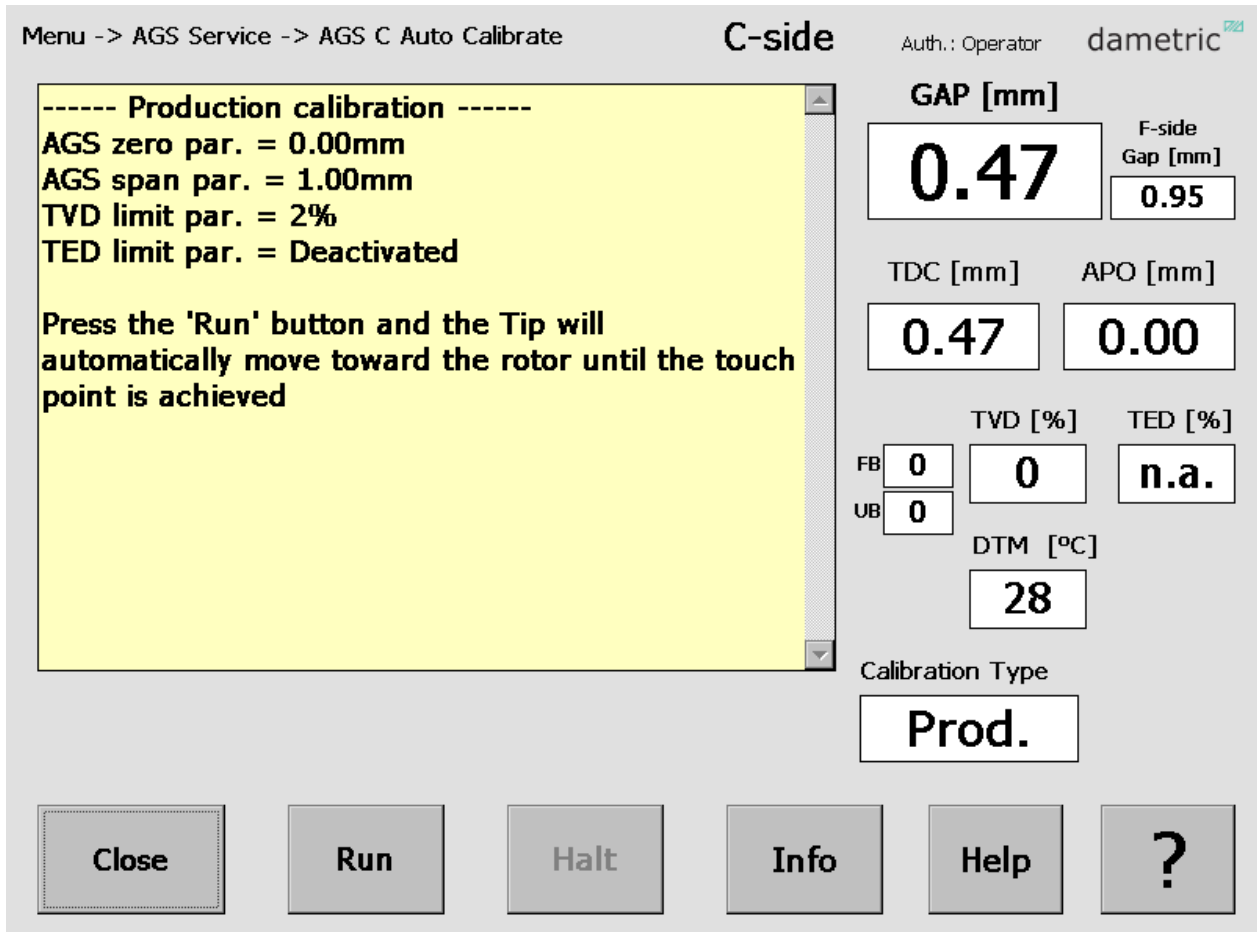 Menu -> AGS Service -> AGS C Auto Calibrate
C-side
Auth.: Operator
dametric
------ Production calibration ------
AGS zero par. = 0.00mm
AGS span par. = 1.00mm
TVD limit par. = 2%
TED limit par. = Deactivated
Press the 'Run' button and the Tip will
automatically move toward the rotor until the touch
point is achieved
GAP [mm]
0.47
F-side
Gap [mm]
0.95
TDC [mm]
0.47
APO [mm]
0.00
TVD [%]
TED [%]
FB 0
0
n.a.
UB 0
DTM [ºC]
28
Calibration Type
Prod.
Close
Run
Halt
Info
Help
?